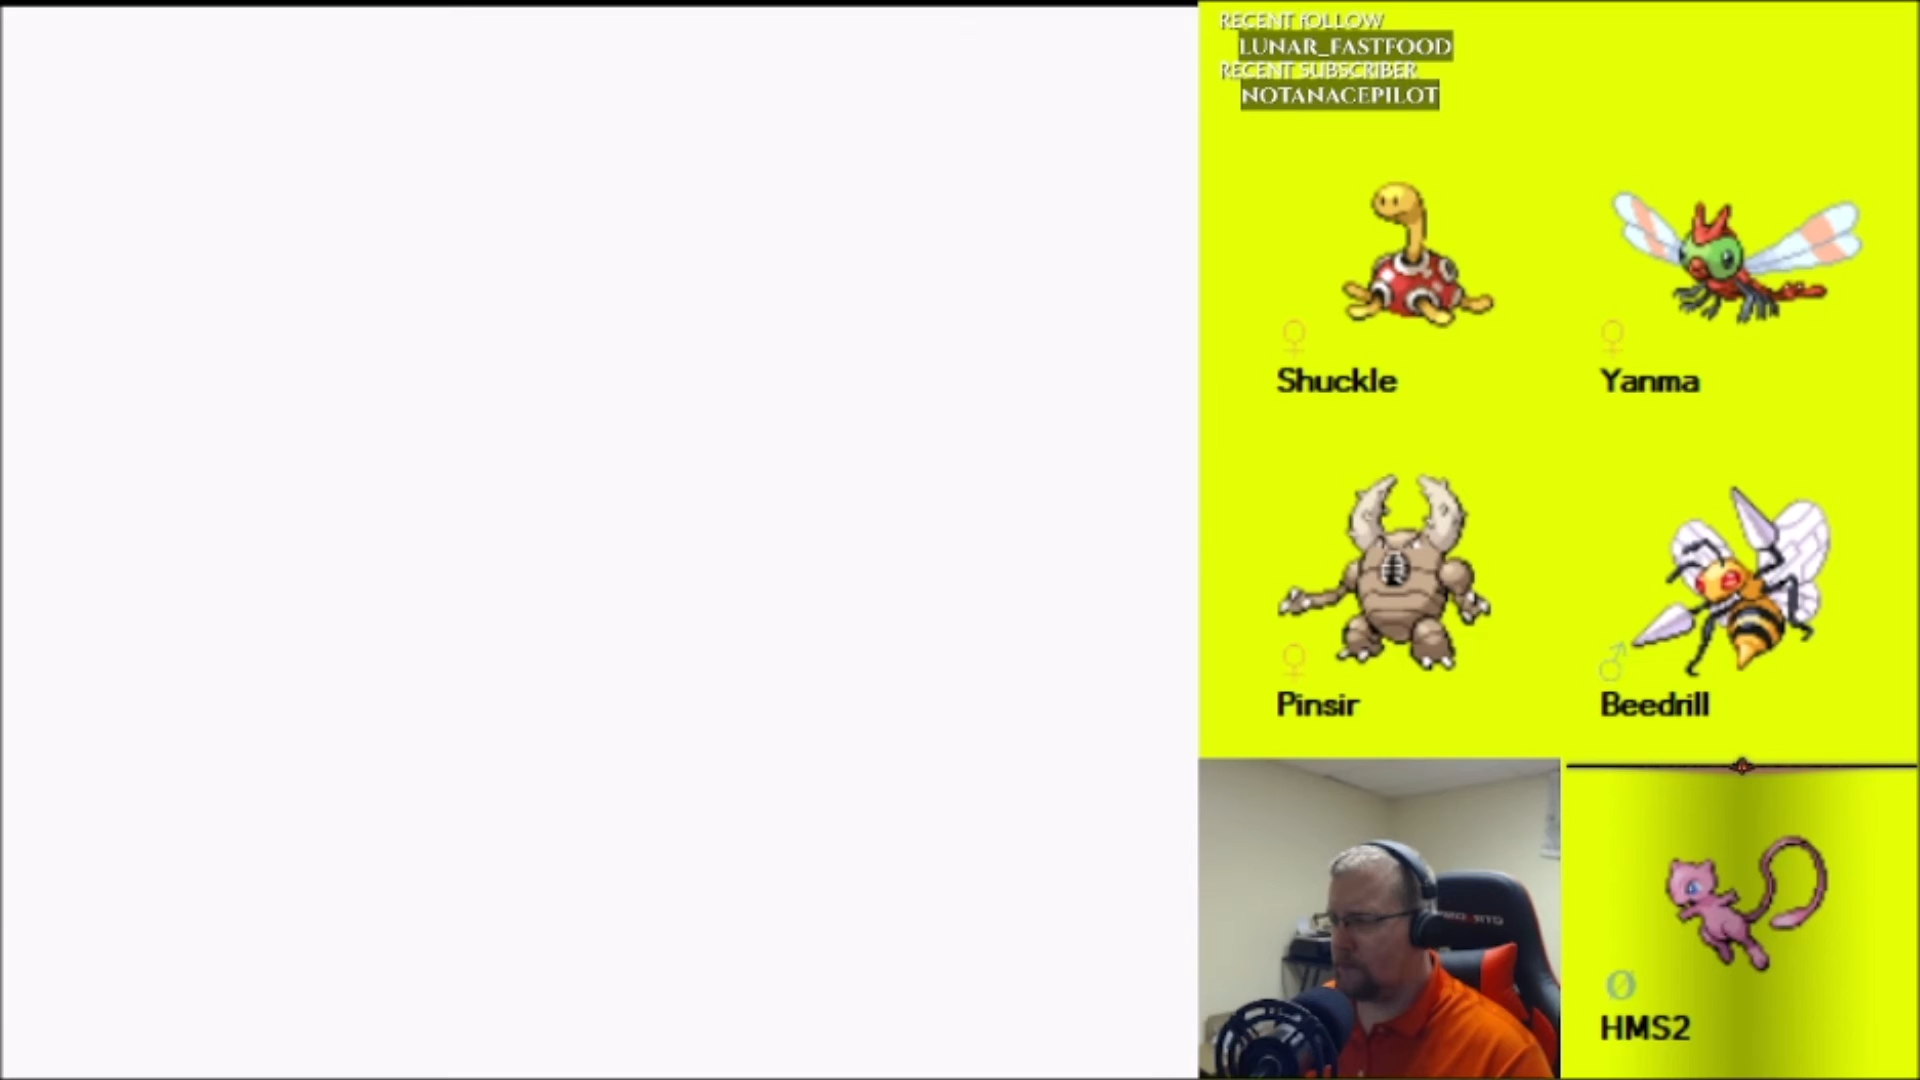 RECENT FOLLOW
LUNAR_FASTFOOD
RECENT SUBSCRIBER
NOTANACEPILOT
♀ ♀
Shuckle Yanma
♀ ♂
Pinsir Beedrill
Ø
HMS2